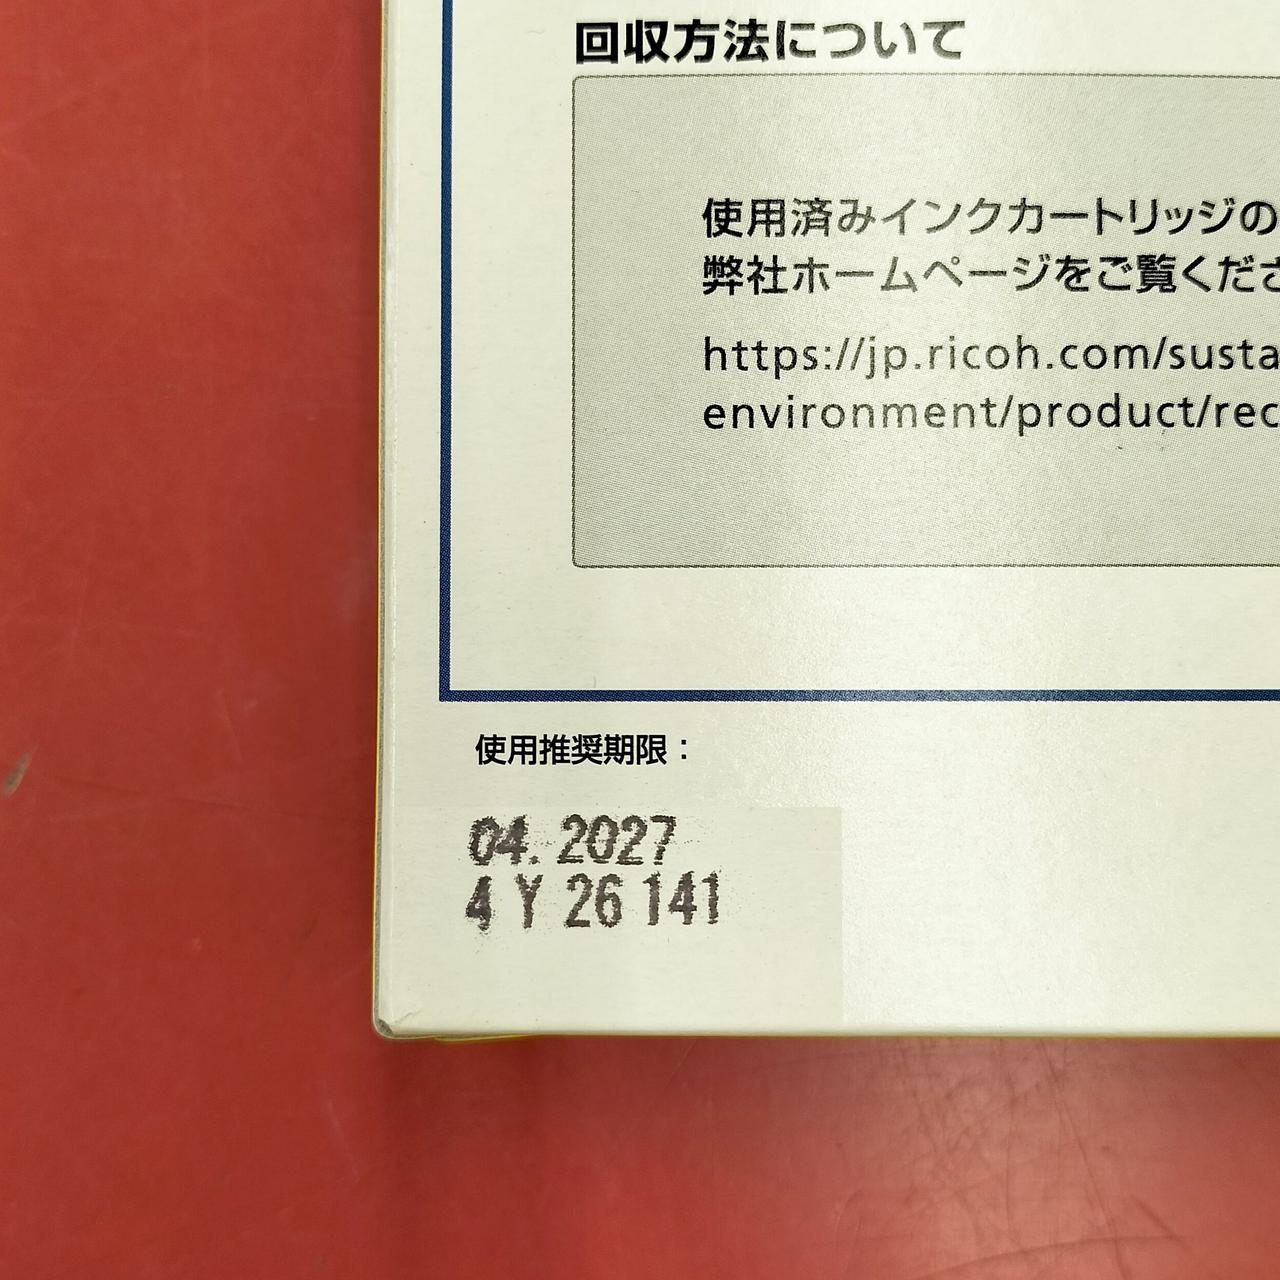 回収方法について
使用済みインクカートリッジの
弊社ホームページをご覧くださ
https://jp.ricoh.com/susta
environment/product/rec
使用推奨期限：
04. 2027
4 Y 26 141